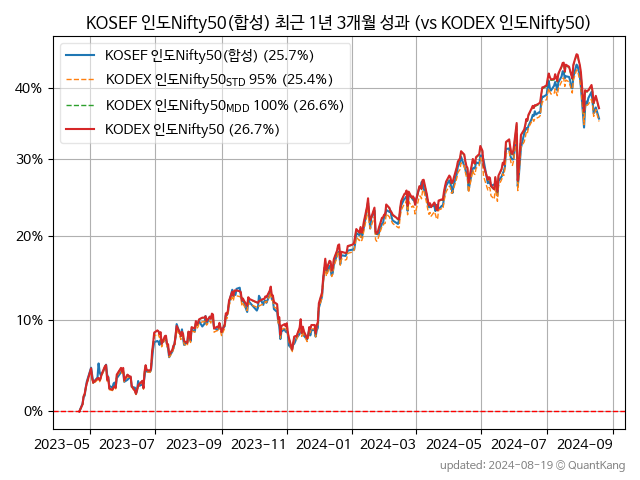 KOSEF 인도Nifty50(합성) 최근 1년 3개월 성과 (vs KODEX 인도Nifty50)
KOSEF 인도Nifty50(합성) (25.7%)
KODEX 인도Nifty50STD 95% (25.4%)
KODEX 인도Nifty50MDD 100% (26.6%)
KODEX 인도Nifty50 (26.7%)
40%
30%
20%
10%
0%
2023-05 2023-07 2023-09 2023-11 2024-01 2024-03 2024-05 2024-07 2024-09
updated: 2024-08-19 © QuantKang